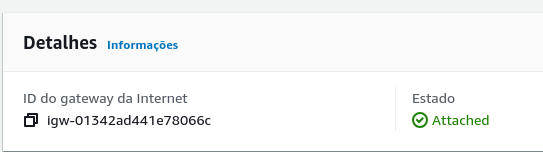 Detalhes Informações
ID do gateway da Internet
igw-01342ad441e78066c
Estado
Attached